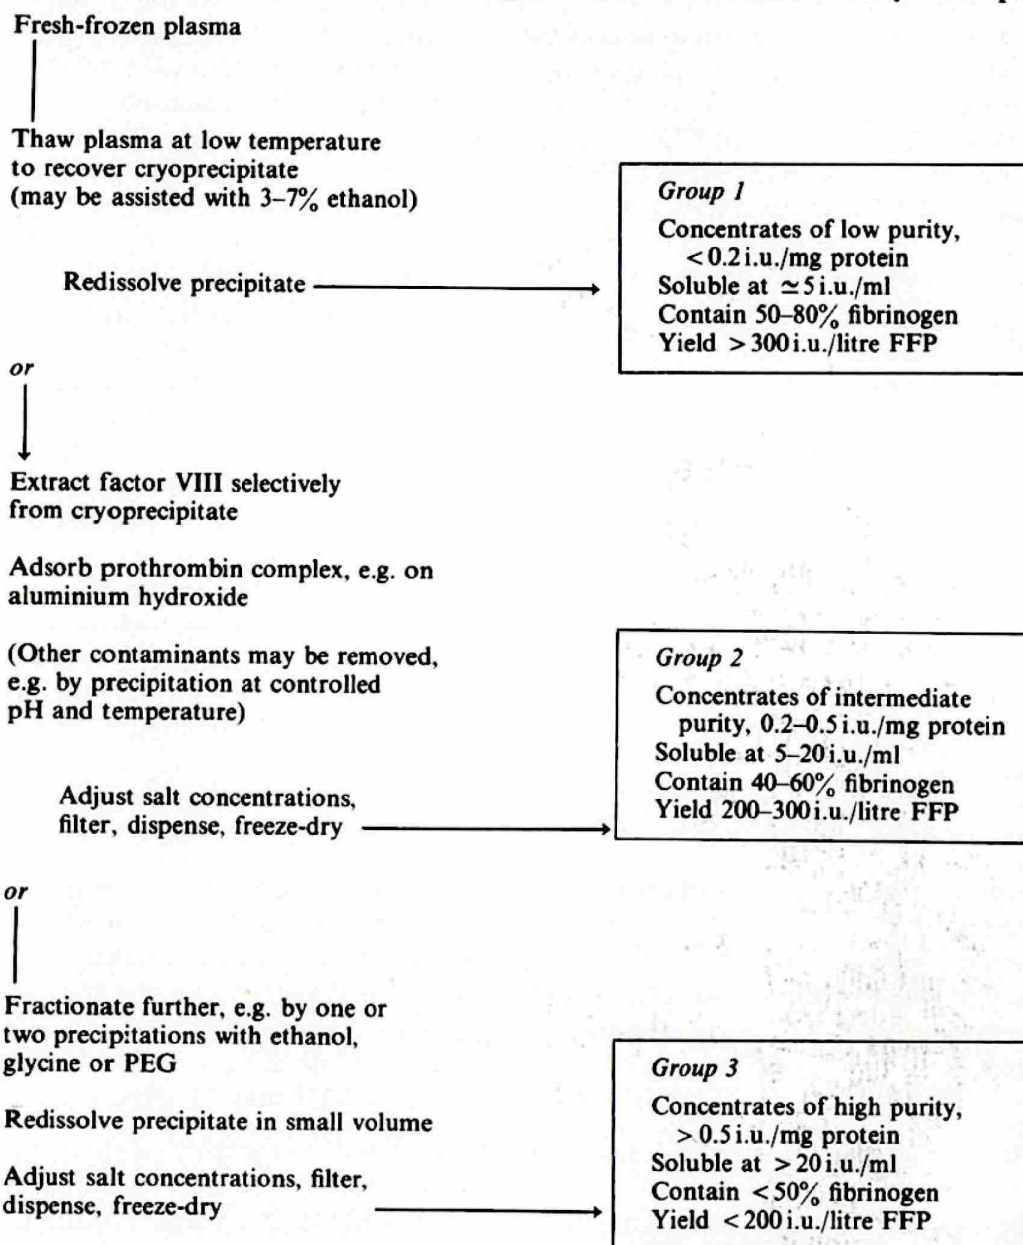 Fresh-frozen plasma
Thaw plasma at low temperature
to recover cryoprecipitate
(may be assisted with 3–7% ethanol)
Redissolve precipitate
Group 1
Concentrates of low purity,
<0.2 i.u./mg protein
Soluble at ≃5 i.u./ml
Contain 50–80% fibrinogen
Yield >300 i.u./litre FFP
or
Extract factor VIII selectively
from cryoprecipitate
Adsorb prothrombin complex, e.g. on
aluminium hydroxide
(Other contaminants may be removed,
e.g. by precipitation at controlled
pH and temperature)
Adjust salt concentrations,
filter, dispense, freeze-dry
Group 2
Concentrates of intermediate
purity, 0.2–0.5 i.u./mg protein
Soluble at 5–20 i.u./ml
Contain 40–60% fibrinogen
Yield 200–300 i.u./litre FFP
or
Fractionate further, e.g. by one or
two precipitations with ethanol,
glycine or PEG
Redissolve precipitate in small volume
Adjust salt concentrations, filter,
dispense, freeze-dry
Group 3
Concentrates of high purity,
>0.5 i.u./mg protein
Soluble at >20 i.u./ml
Contain <50% fibrinogen
Yield <200 i.u./litre FFP